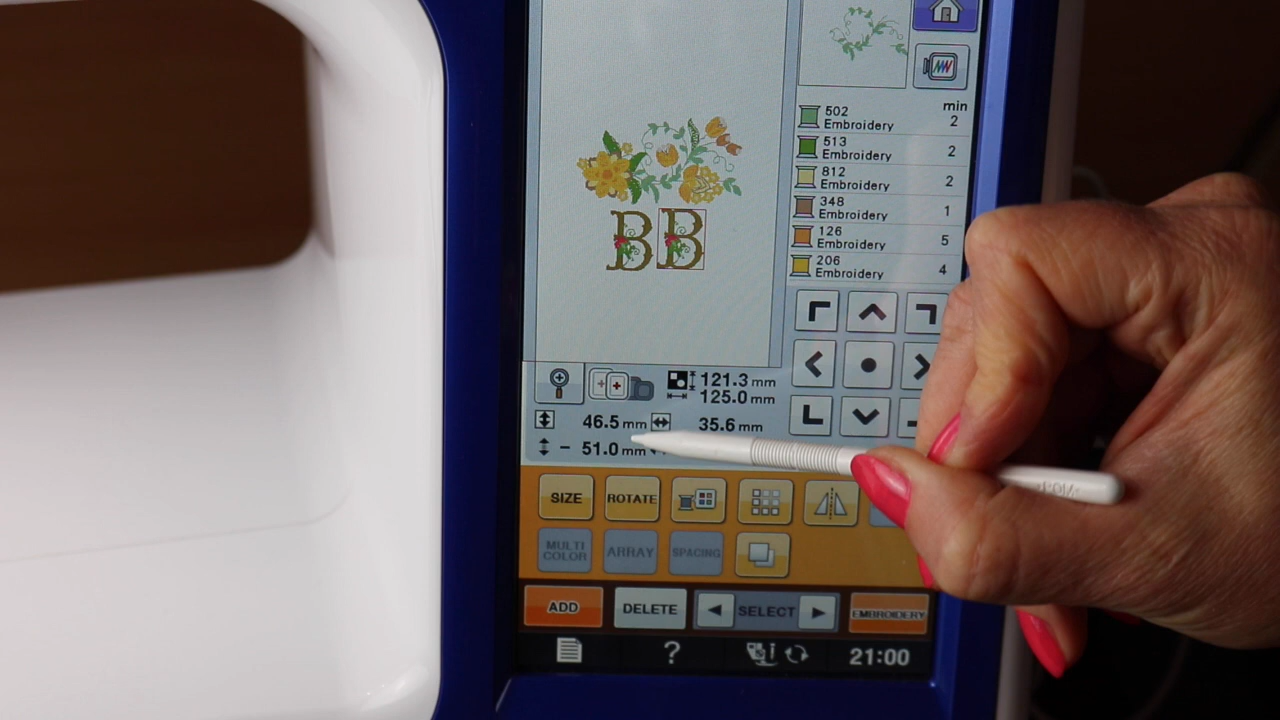 min
502
Embroidery 2
513
Embroidery 2
812
Embroidery 2
348
Embroidery 1
126
Embroidery 5
206
Embroidery 4
BB
121.3 mm
125.0 mm
46.5 mm 35.6 mm
- 51.0 mm
SIZE ROTATE
MULTI COLOR ARRAY SPACING
ADD DELETE SELECT EMBROIDERY
? 21:00